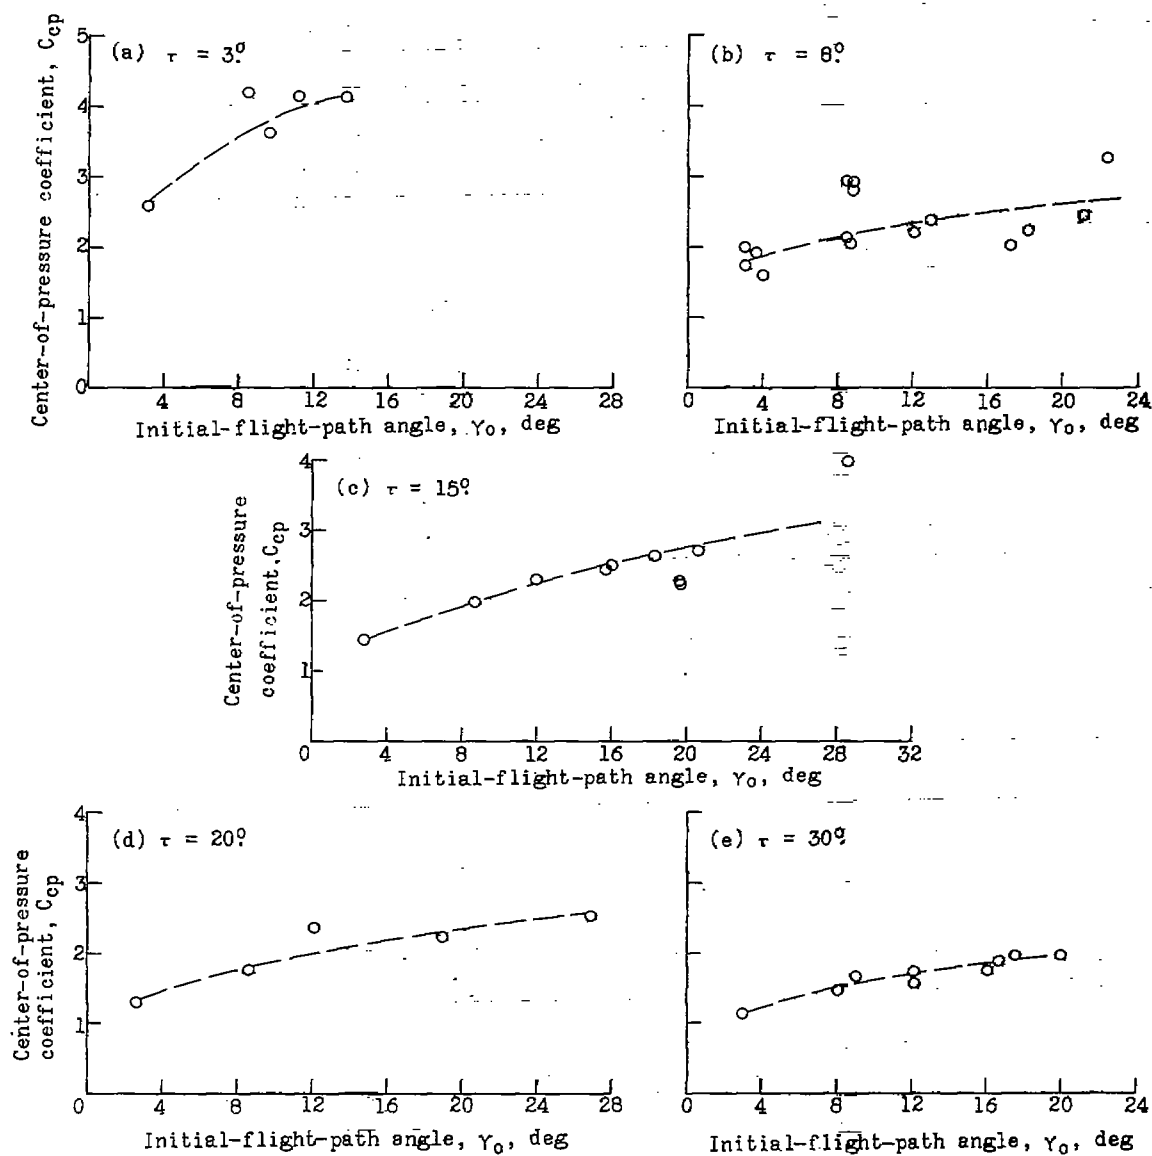 (a) τ = 3°.
Center-of-pressure coefficient, Ccp
5
4
3
2
1
0
4 8 12 16 20 24 28
Initial-flight-path angle, γo, deg
(b) τ = 8°.
0 4 8 12 16 20 24
Initial-flight-path angle, γo, deg
(c) τ = 15°.
Center-of-pressure
coefficient, Ccp
4
3
2
1
0 4 8 12 16 20 24 28 32
Initial-flight-path angle, γo, deg
(d) τ = 20°.
Center-of-pressure
coefficient, Ccp
4
3
2
1
0 4 8 12 16 20 24 28
Initial-flight-path angle, γo, deg
(e) τ = 30°.
0 4 8 12 16 20 24
Initial-flight-path angle, γo, deg